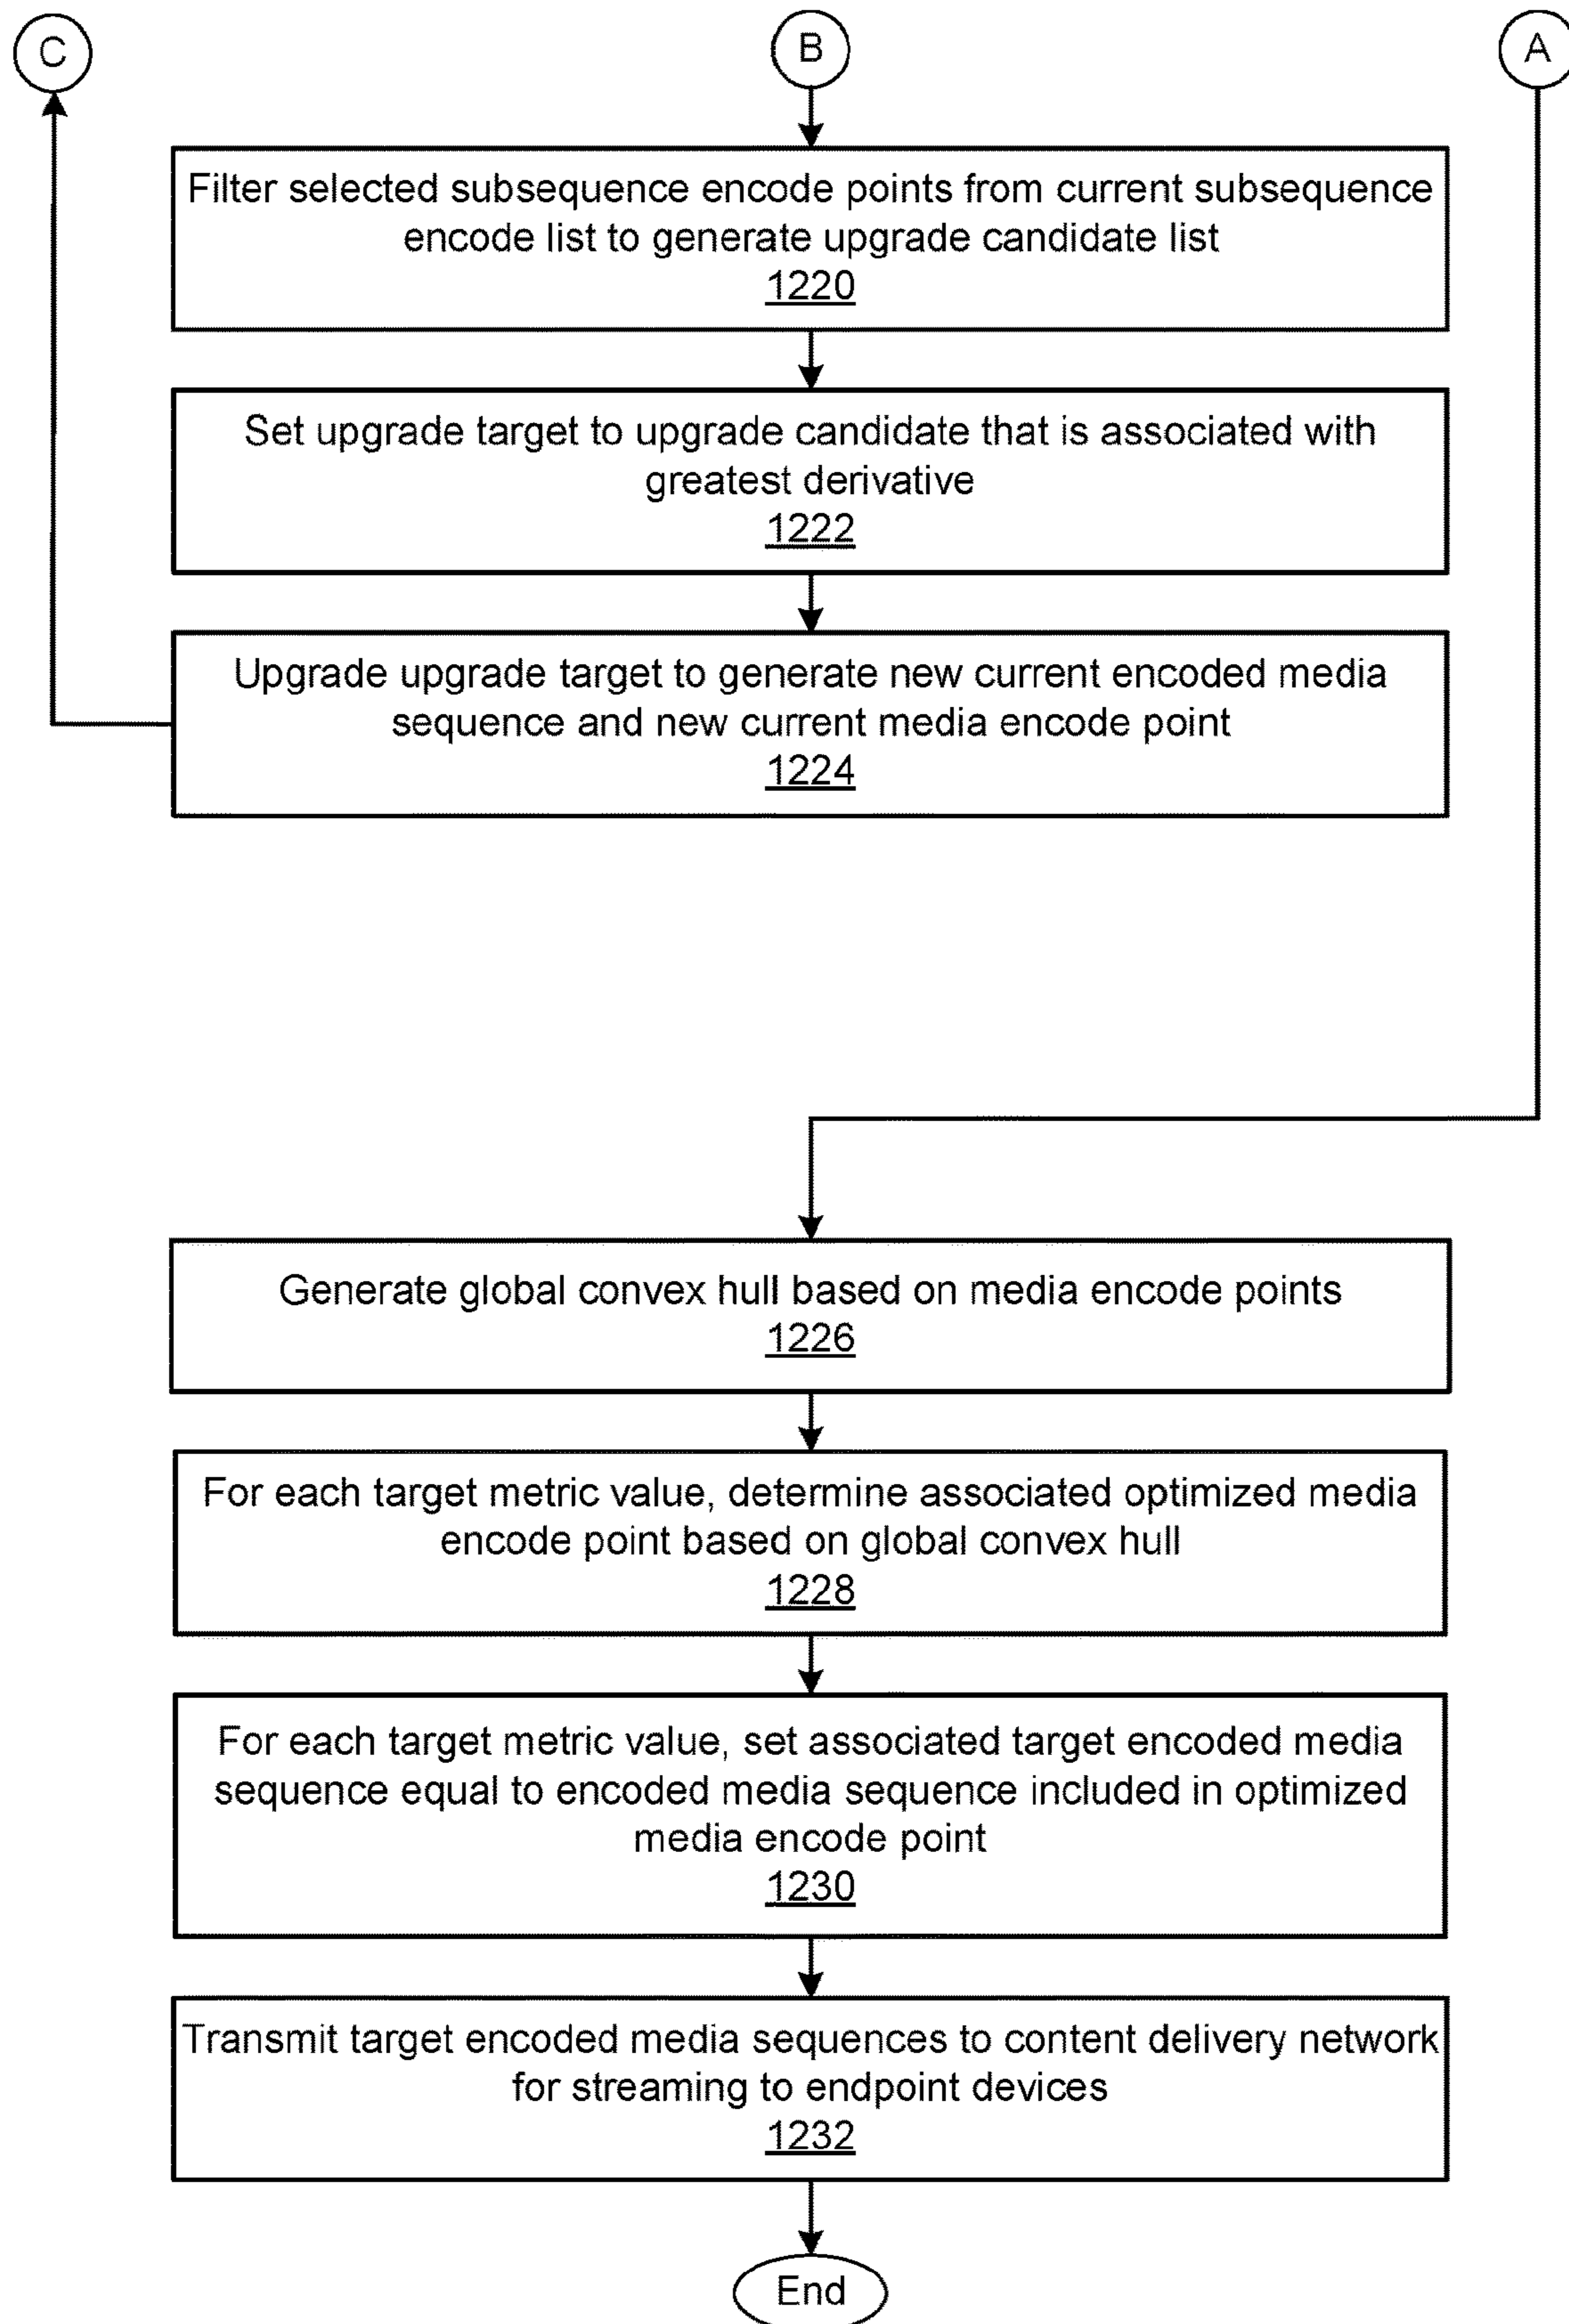 C
B
A
Filter selected subsequence encode points from current subsequence
encode list to generate upgrade candidate list
1220
Set upgrade target to upgrade candidate that is associated with
greatest derivative
1222
Upgrade upgrade target to generate new current encoded media
sequence and new current media encode point
1224
Generate global convex hull based on media encode points
1226
For each target metric value, determine associated optimized media
encode point based on global convex hull
1228
For each target metric value, set associated target encoded media
sequence equal to encoded media sequence included in optimized
media encode point
1230
Transmit target encoded media sequences to content delivery network
for streaming to endpoint devices
1232
End